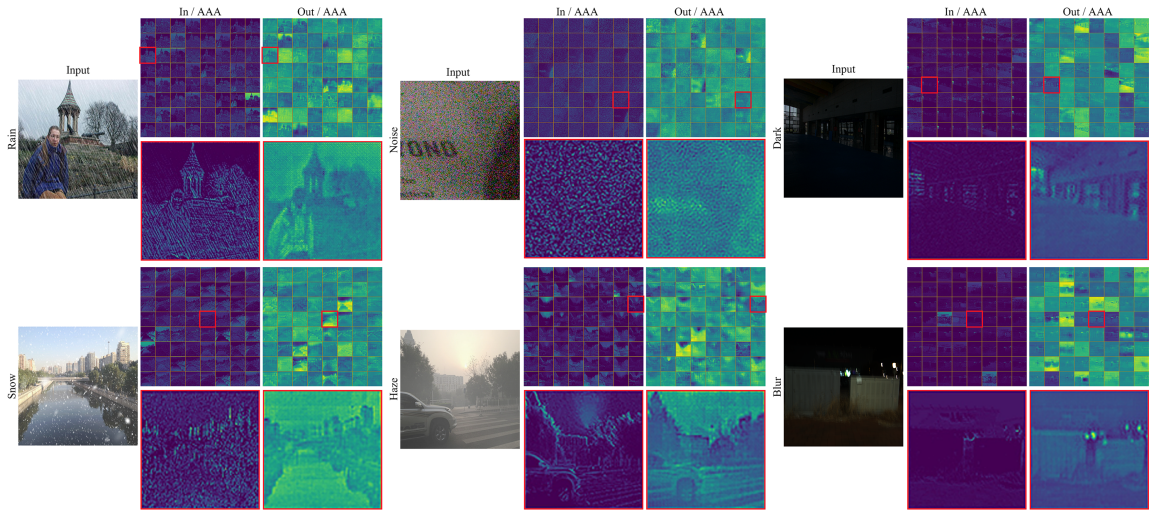 In / AAA
Out / AAA
Input
Rain
In / AAA
Out / AAA
Input
Noise
In / AAA
Out / AAA
Input
Dark
Snow
Haze
Blur